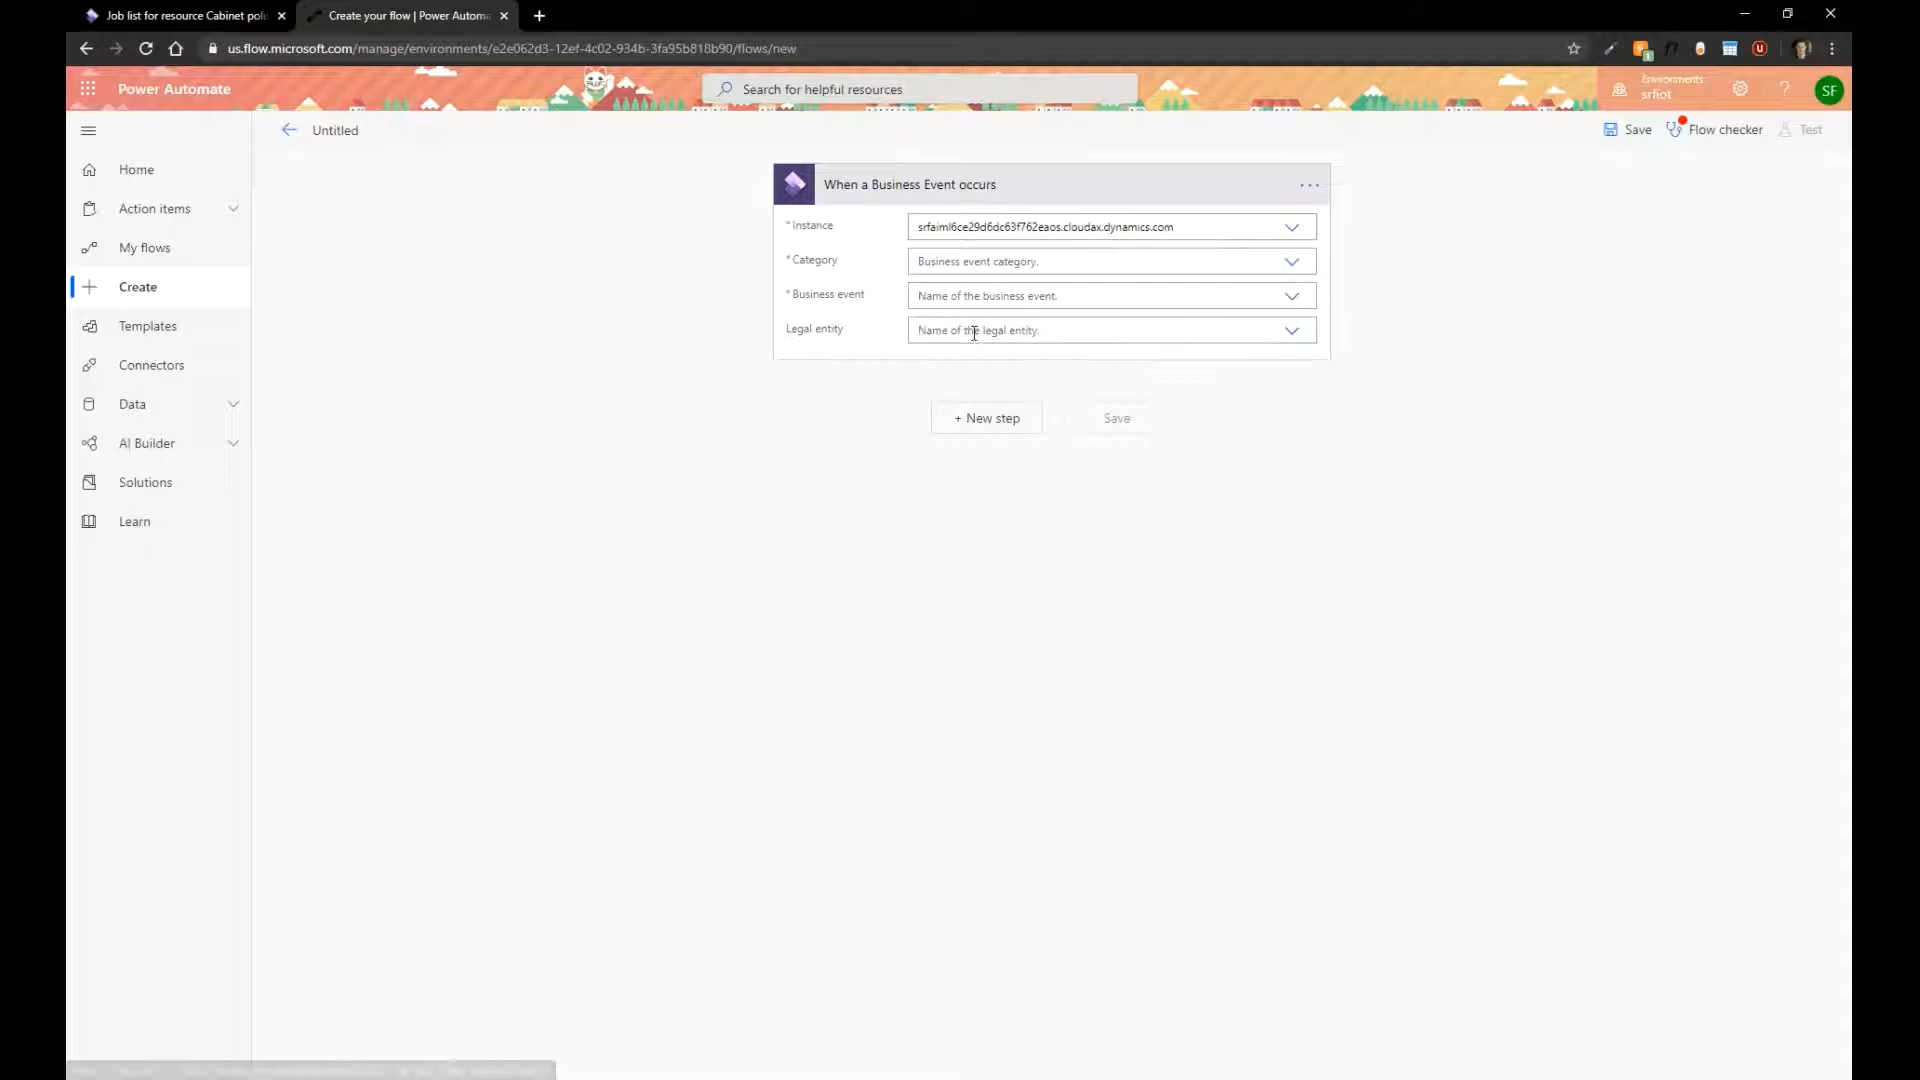 Job list for resource Cabinet poli
Create your flow | Power Autom
us.flow.microsoft.com/manage/environments/e2e062d3-12ef-4c02-934b-3fa95b818b90/flows/new
Power Automate
Search for helpful resources
Environments
srfiot
SF
Untitled
Save
Flow checker
Test
Home
Action items
My flows
Create
Templates
Connectors
Data
AI Builder
Solutions
Learn
When a Business Event occurs
* Instance
srfaiml6ce29d6dc63f762eaos.cloudax.dynamics.com
* Category
Business event category.
* Business event
Name of the business event.
Legal entity
Name of the legal entity.
+ New step
Save